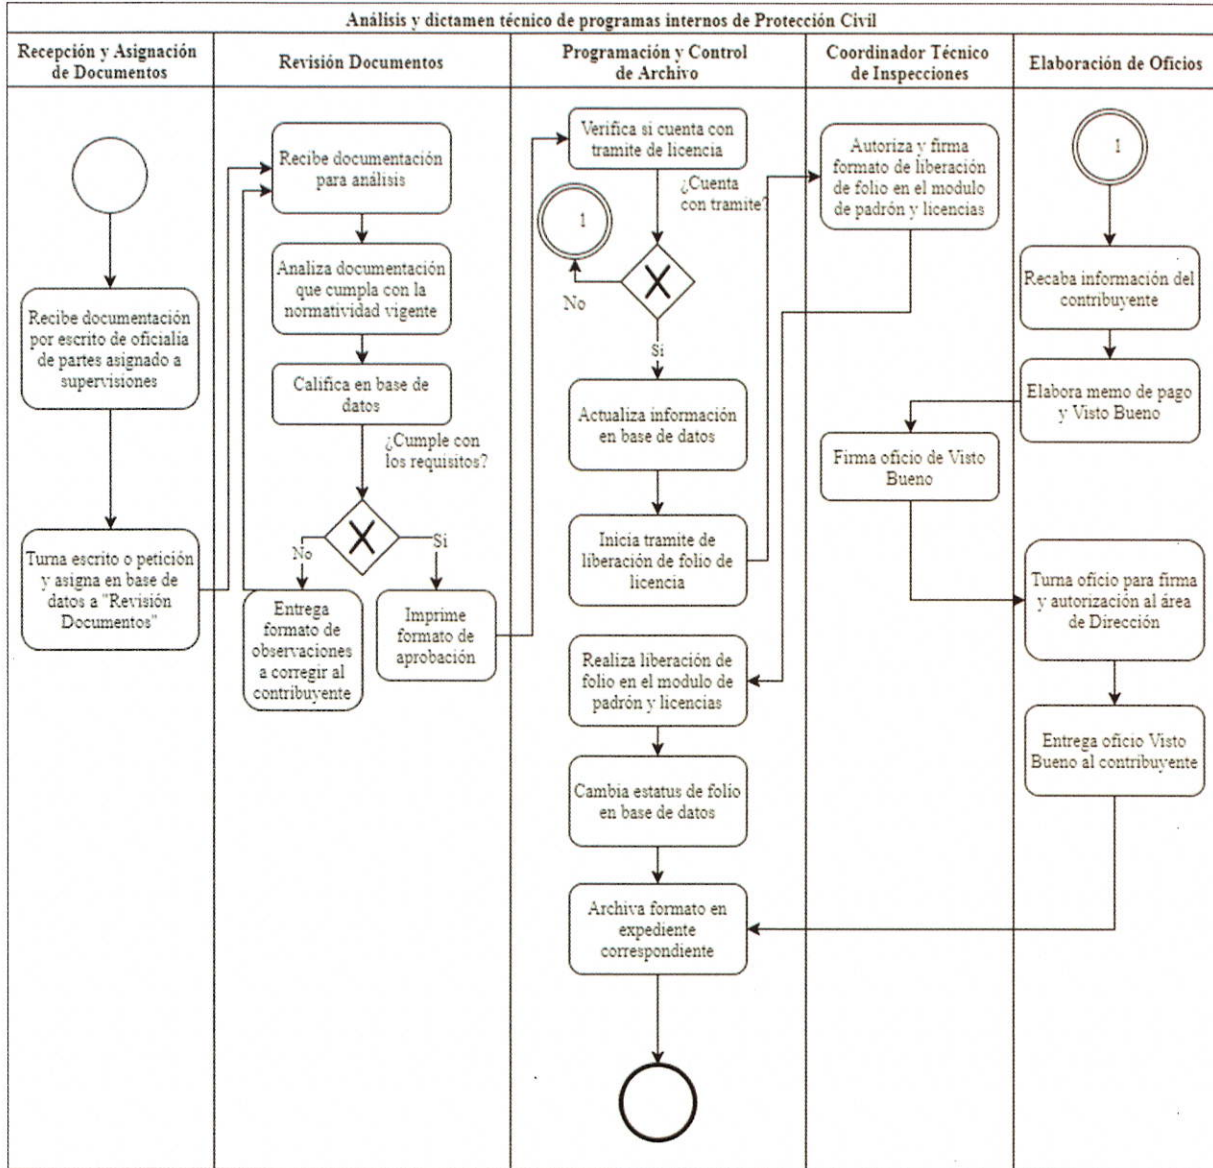 Análisis y dictamen técnico de programas internos de Protección Civil
Recepción y Asignación
de Documentos
Revisión Documentos
Programación y Control
de Archivo
Coordinador Técnico
de Inspecciones
Elaboración de Oficios
Recibe documentación
por escrito de oficialía
de partes asignado a
supervisiones
Turna escrito o petición
y asigna en base de
datos a "Revisión
Documentos"
Recibe documentación
para análisis
Analiza documentación
que cumpla con la
normatividad vigente
Califica en base de
datos
¿Cumple con
los requisitos?
No
Si
Entrega
formato de
observaciones
a corregir al
contribuyente
Imprime
formato de
aprobación
Verifica si cuenta con
tramite de licencia
¿Cuenta
con tramite?
1
No
Si
Actualiza información
en base de datos
Inicia tramite de
liberación de folio de
licencia
Realiza liberación de
folio en el modulo de
padrón y licencias
Cambia estatus de folio
en base de datos
Archiva formato en
expediente
correspondiente
Autoriza y firma
formato de liberación
de folio en el modulo
de padrón y licencias
Firma oficio de Visto
Bueno
1
Recaba información del
contribuyente
Elabora memo de pago
y Visto Bueno
Turna oficio para firma
y autorización al área
de Dirección
Entrega oficio Visto
Bueno al contribuyente